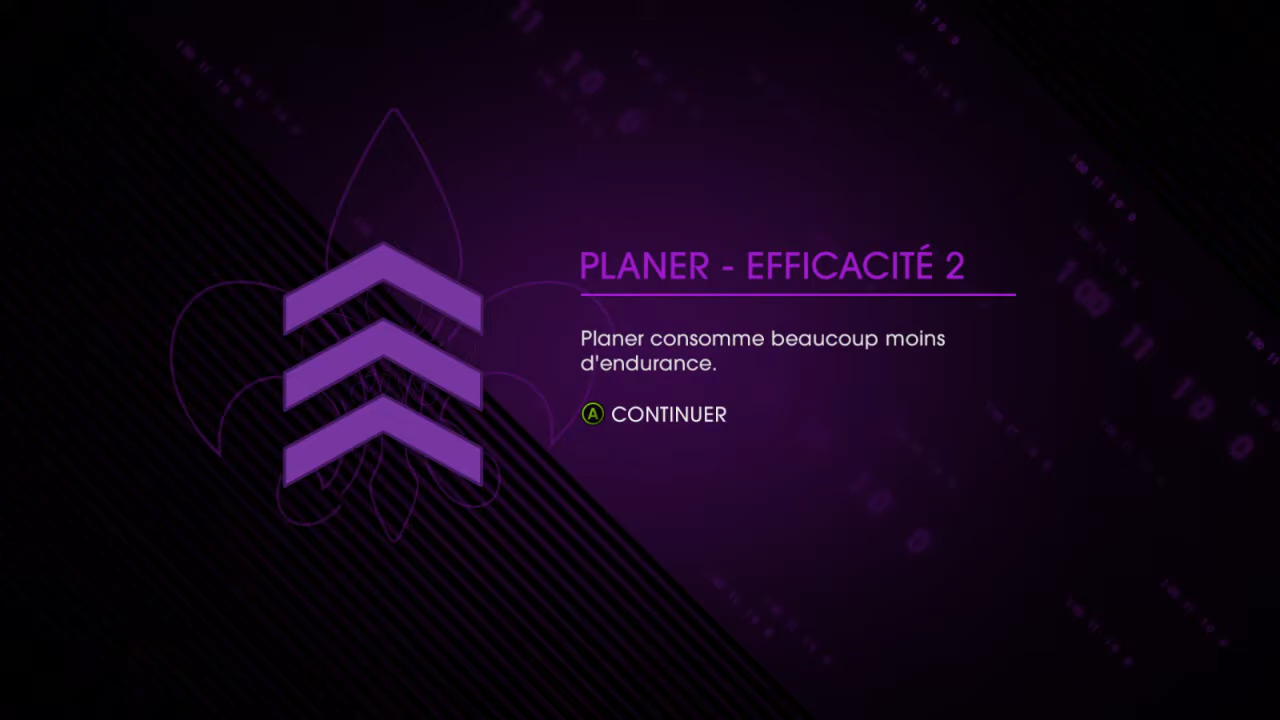 PLANER - EFFICACITÉ 2
Planer consomme beaucoup moins
d'endurance.
A CONTINUER